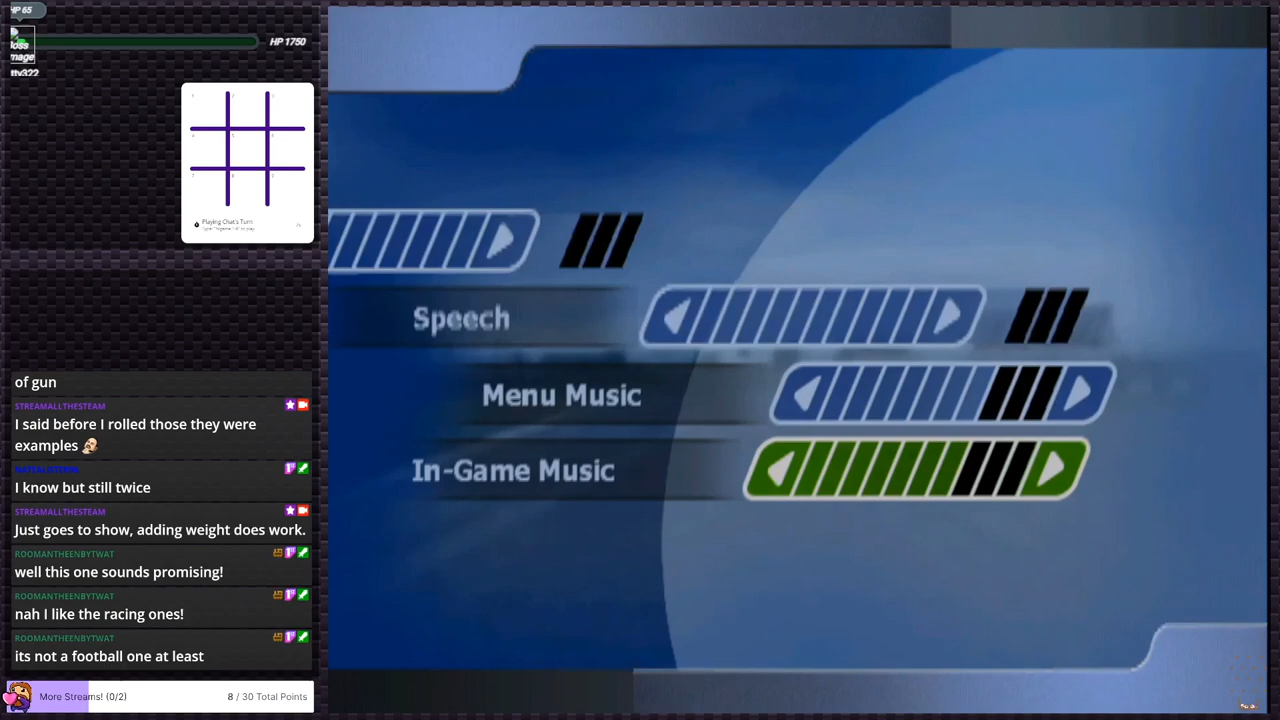 HP 65
HP 1750
loss
mage
ttv322
Playing Chat's Turn
Speech
Menu Music
In-Game Music
of gun
STREAMALLTHESTEAM
I said before I rolled those they were
examples
I know but still twice
STREAMALLTHESTEAM
Just goes to show, adding weight does work.
ROOMANTHEENBYTWAT
well this one sounds promising!
ROOMANTHEENBYTWAT
nah I like the racing ones!
ROOMANTHEENBYTWAT
its not a football one at least
More Streams! (0/2)
8 / 30 Total Points